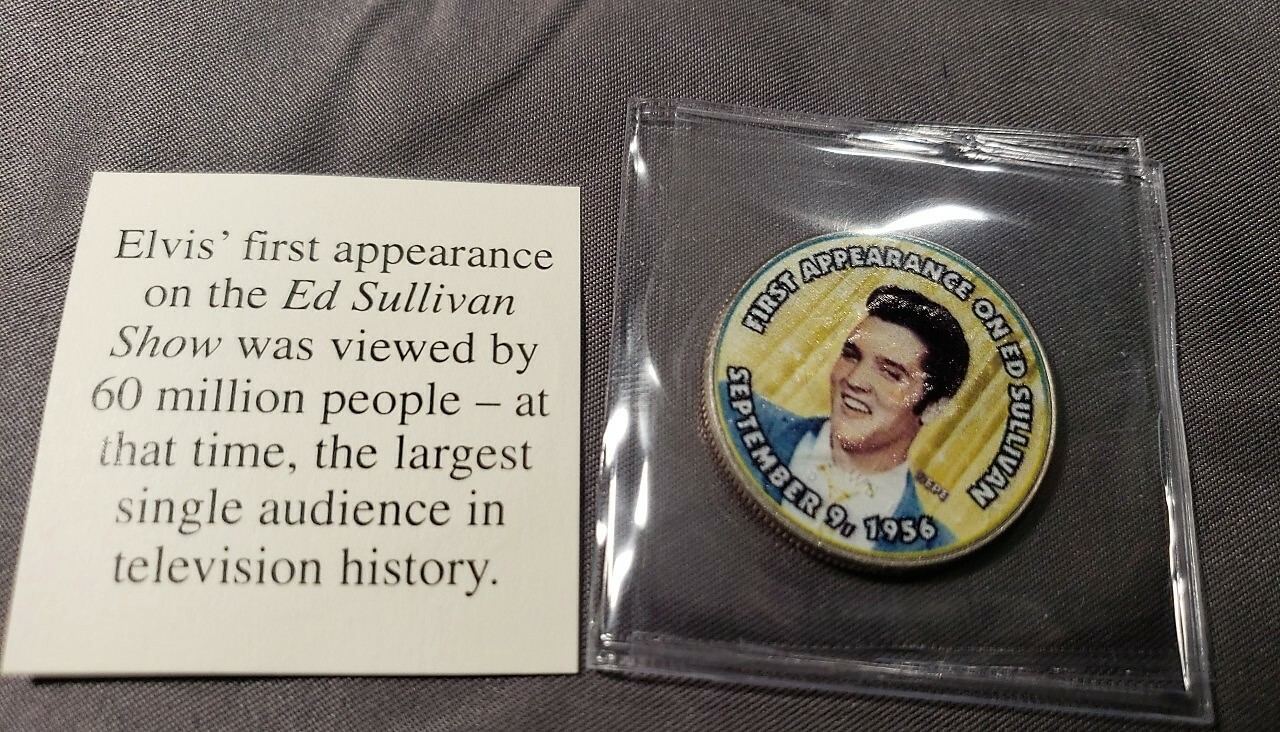 Elvis’ first appearance
on the Ed Sullivan
Show was viewed by
60 million people – at
that time, the largest
single audience in
television history.
FIRST APPEARANCE ON ED SULLIVAN
SEPTEMBER 9, 1956